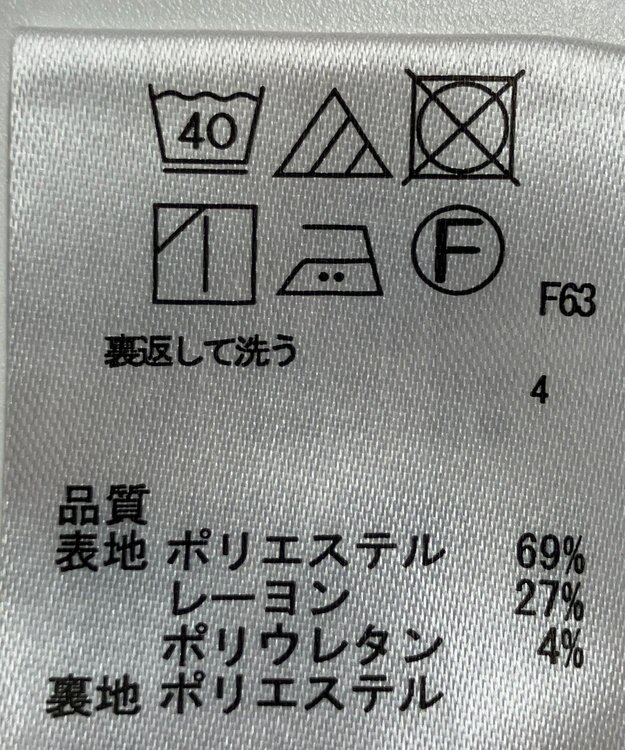 40
F
F63
裏返して洗う
4
品質
表地 ポリエステル 69%
レーヨン 27%
ポリウレタン 4%
裏地 ポリエステル